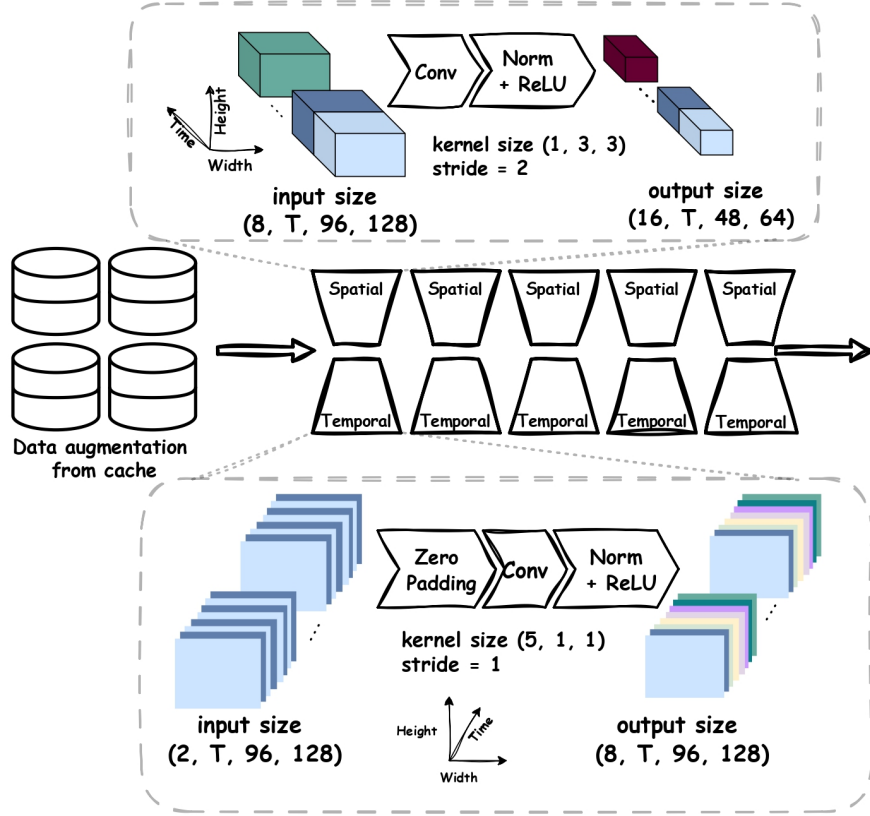 Conv
Norm
+ ReLU
Time
Height
Width
kernel size (1, 3, 3)
stride = 2
input size
(8, T, 96, 128)
output size
(16, T, 48, 64)
Spatial
Spatial
Spatial
Spatial
Spatial
Temporal
Temporal
Temporal
Temporal
Temporal
Data augmentation
from cache
Zero
Padding
Conv
Norm
+ ReLU
kernel size (5, 1, 1)
stride = 1
input size
(2, T, 96, 128)
Height
Time
Width
output size
(8, T, 96, 128)